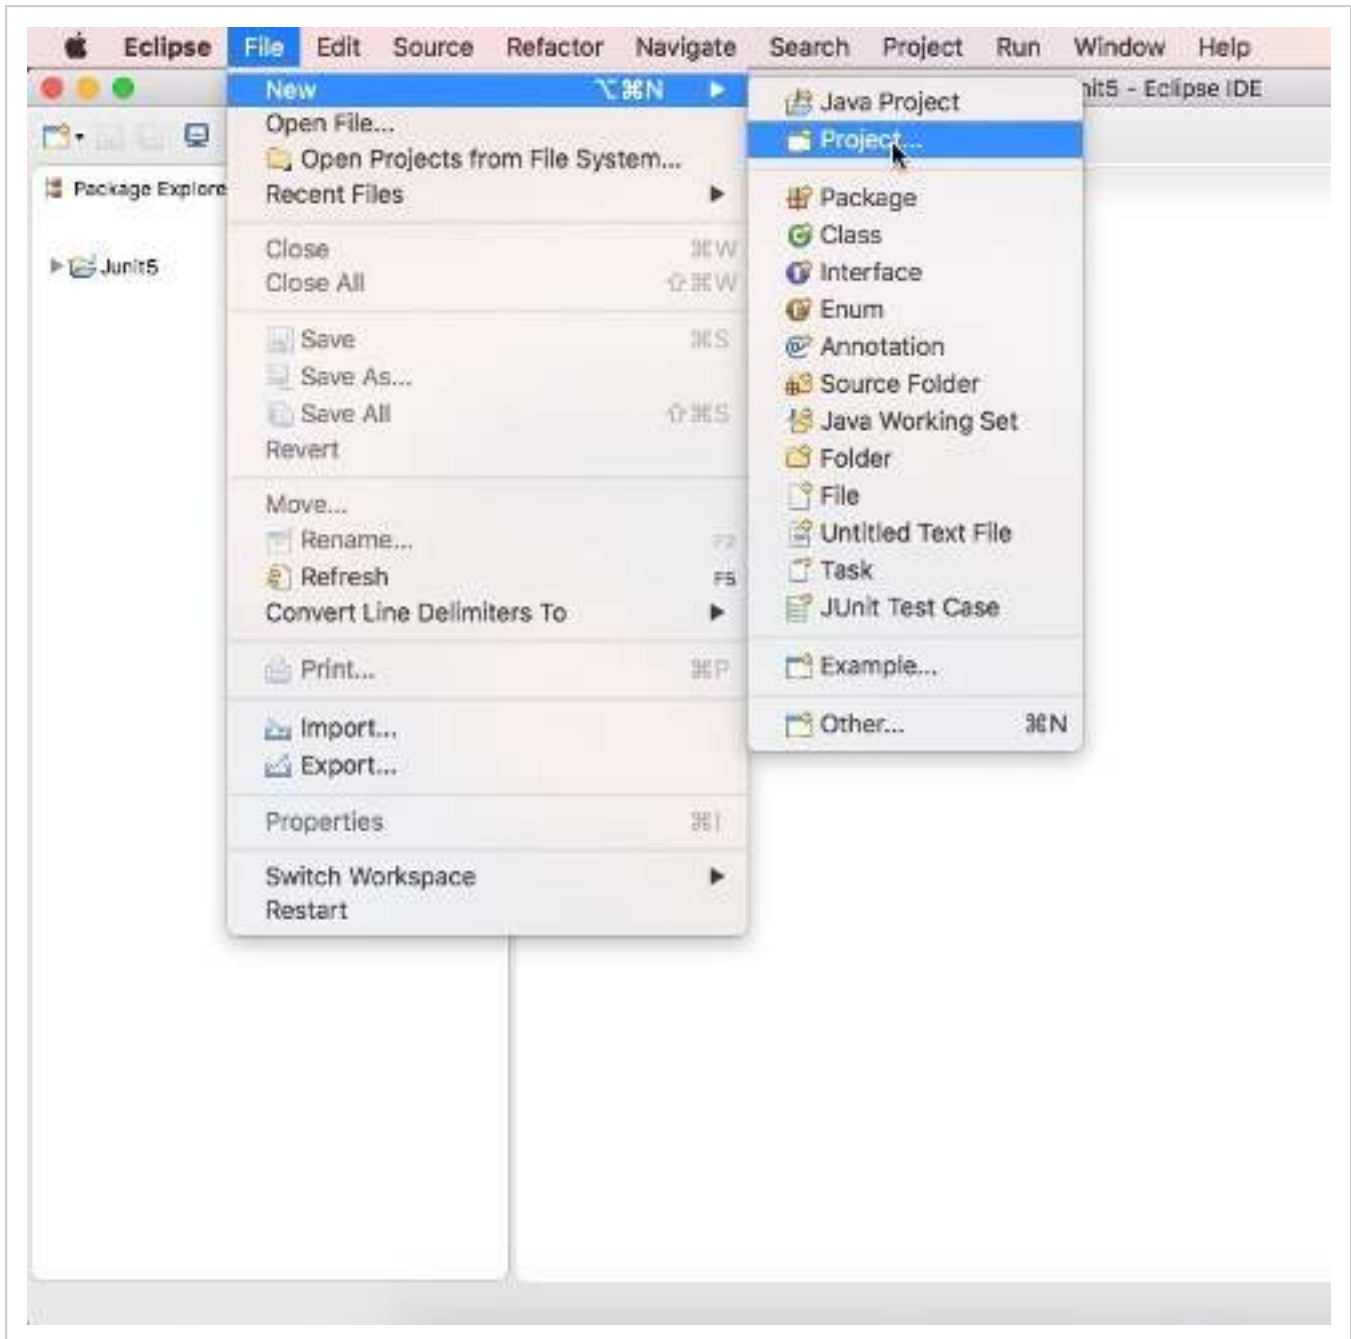 Eclipse File Edit Source Refactor Navigate Search Project Run Window Help
- Eclipse IDE
Package Explore
Junit5
New ⌥⌘N ▶
Open File...
Open Projects from File System...
Recent Files ▶
Close ⌘W
Close All ⇧⌘W
Save ⌘S
Save As...
Save All ⇧⌘S
Revert
Move...
Rename... F2
Refresh F5
Convert Line Delimiters To ▶
Print... ⌘P
Import...
Export...
Properties ⌘I
Switch Workspace ▶
Restart
Java Project
Project...
Package
Class
Interface
Enum
Annotation
Source Folder
Java Working Set
Folder
File
Untitled Text File
Task
JUnit Test Case
Example...
Other... ⌘N